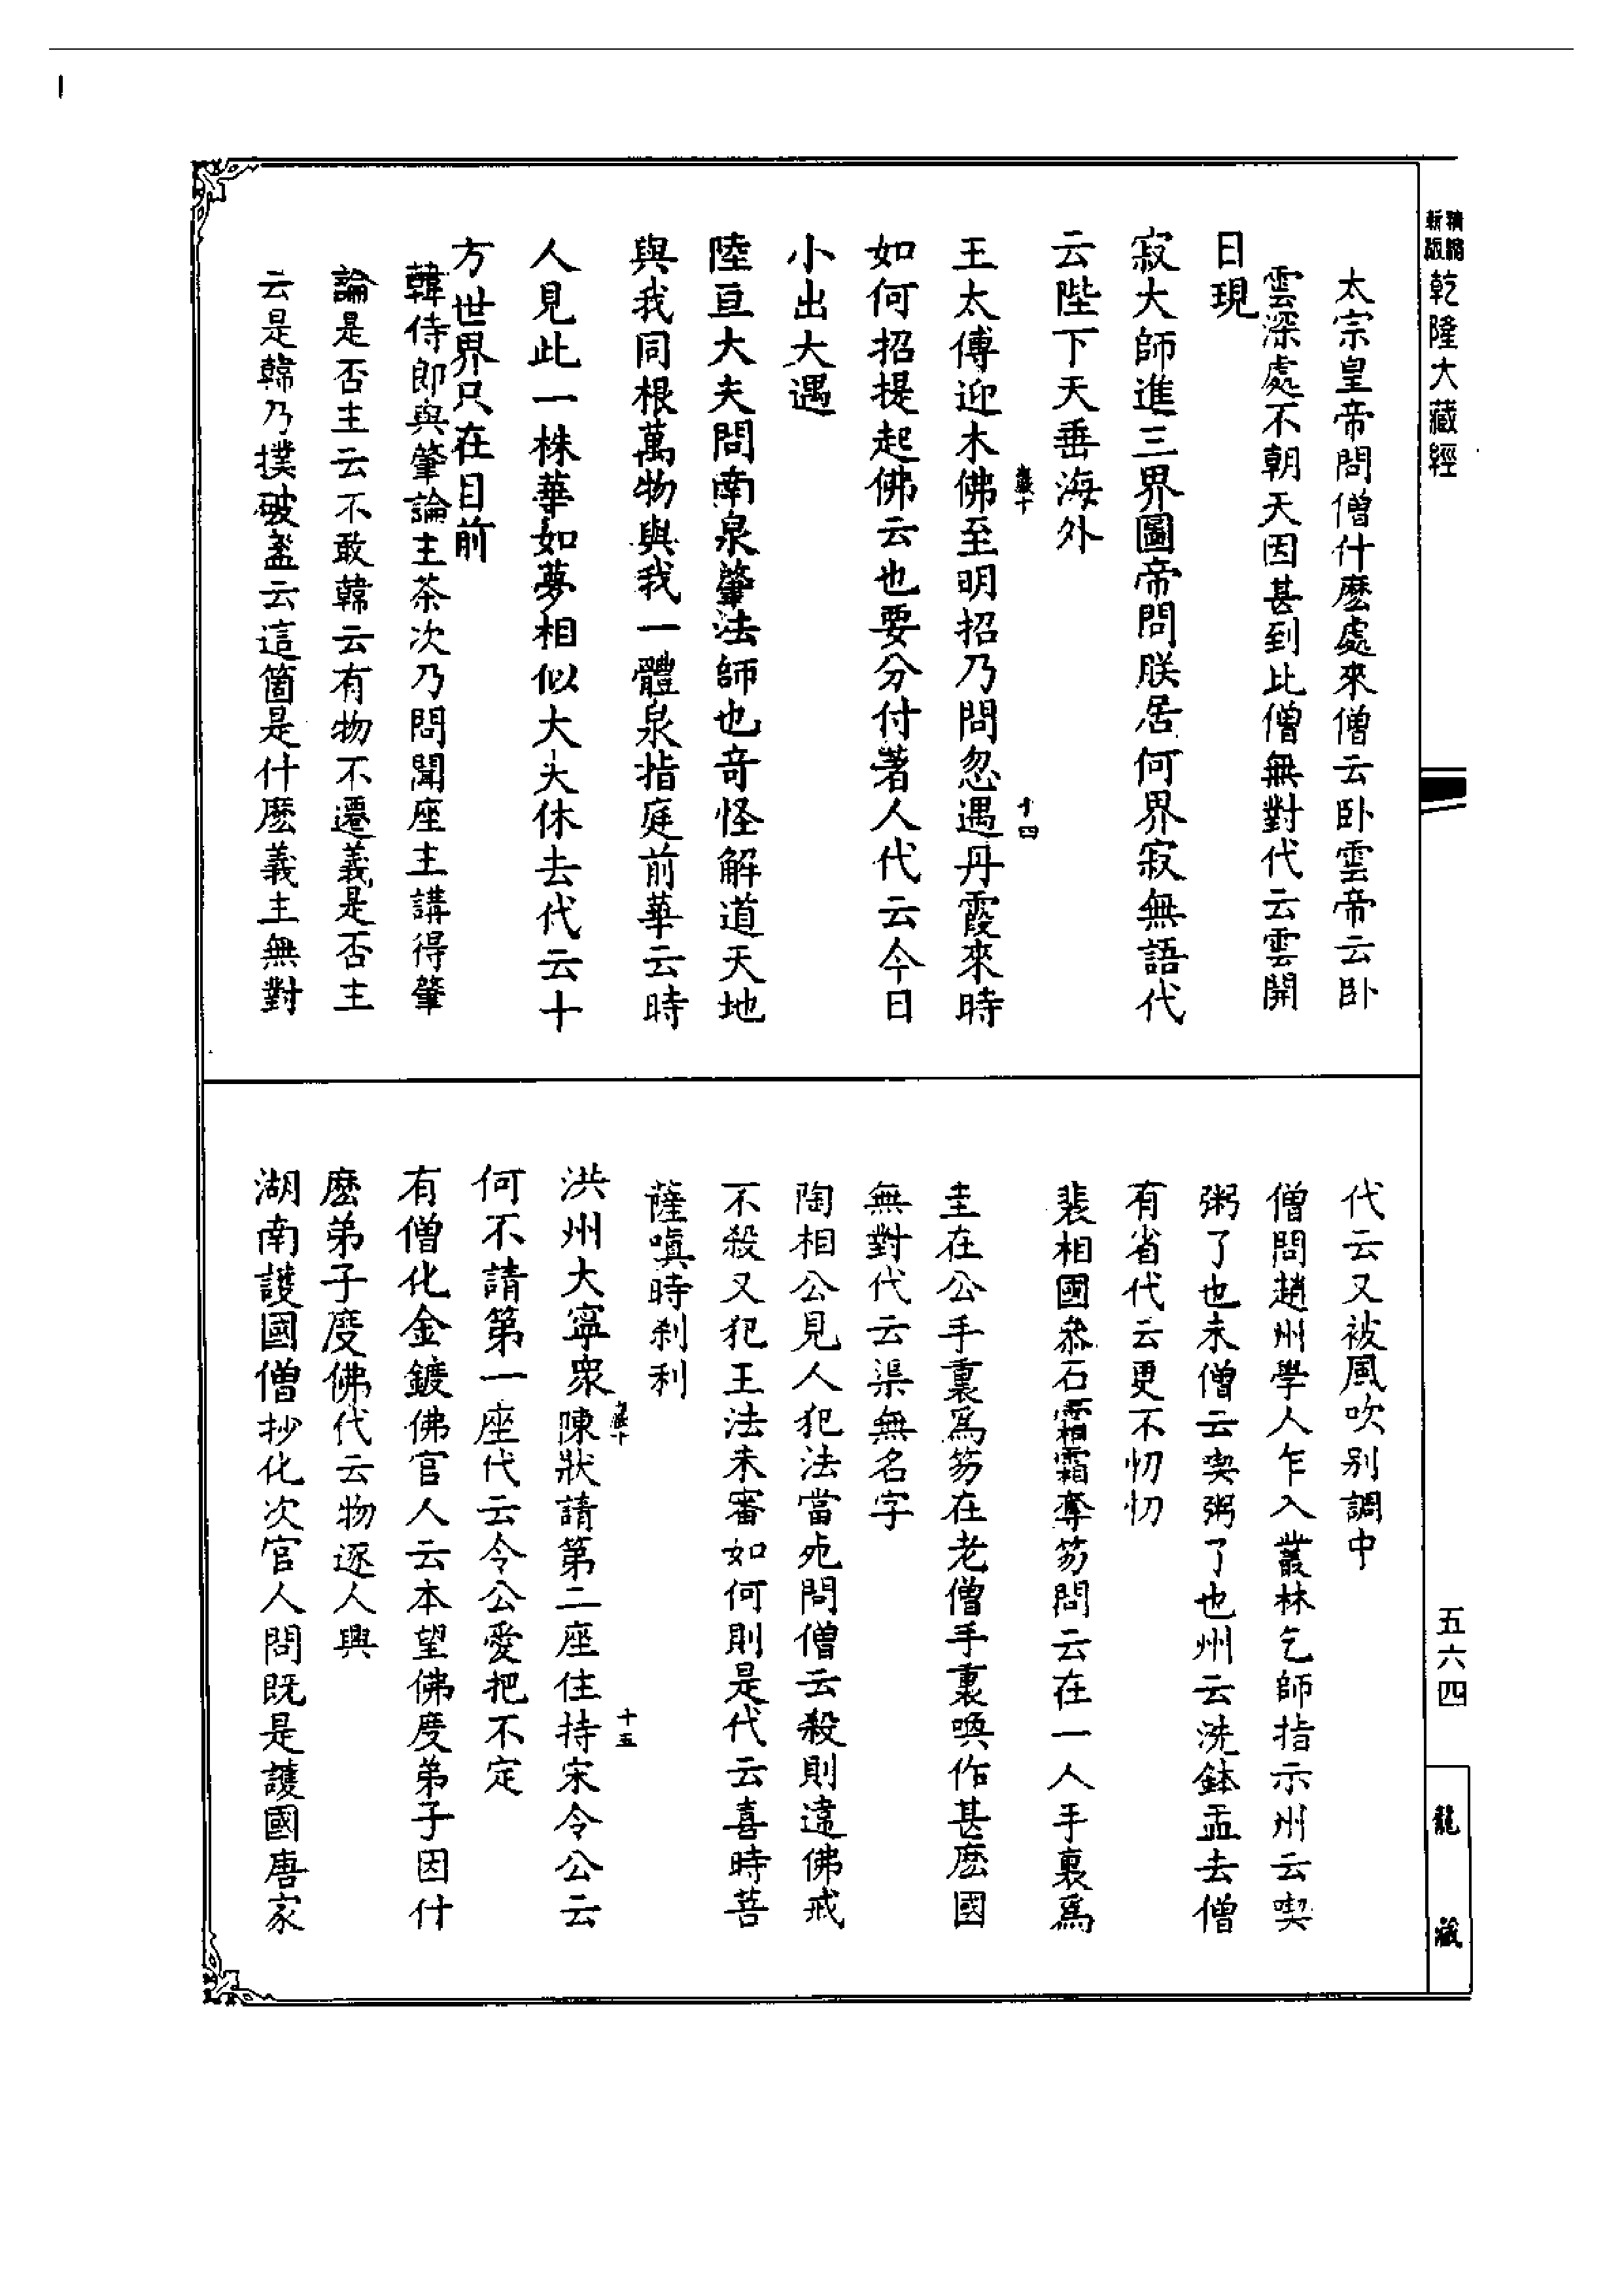 精縮
新版
乾隆大藏經
太宗皇帝問僧什麼處來僧云卧雲帝云卧
雲深處不朝天因甚到此僧無對代云雲開
日現
寂大師進三界圖帝問朕居何界寂無語代
云陛下天垂海外
王太傅迎木佛至明招乃問忽遇丹霞來時
如何招提起佛云也要分付著人代云今日
小出大遇
陸亘大夫問南泉肇法師也奇怪解道天地
與我同根萬物與我一體泉指庭前華云時
人見此一株華如夢相似大夫休去代云十
方世界只在目前
韓侍郎與肇論主茶次乃問聞座主講得肇
論是否主云不敢韓云有物不遷義是否主
云是韓乃撲破盞云這箇是什麼義主無對
十四
代云又被風吹別調中
僧問趙州學人乍入叢林乞師指示州云喫
粥了也未僧云喫粥了也州云洗鉢盂去僧
有省代云更不忉忉
裴相國參石霜霜奪笏問云在一人手裏爲
圭在公手裏爲笏在老僧手裏喚作甚麼國
無對代云渠無名字
陶相公見人犯法當死問僧云殺則違佛戒
不殺又犯王法未審如何則是代云喜時菩
薩嗔時剎利
洪州大寧衆陳狀請第二座住持宋令公云
何不請第一座代云令公愛把不定
有僧化金鍍佛官人云本望佛度弟子因什
麼弟子度佛代云物逐人興
湖南護國僧抄化次官人問既是護國唐家
十五
五六四
龍藏